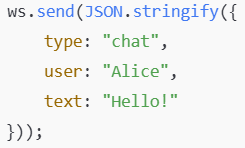 ws.send(JSON.stringify({
    type: "chat",
    user: "Alice",
    text: "Hello!"
}));